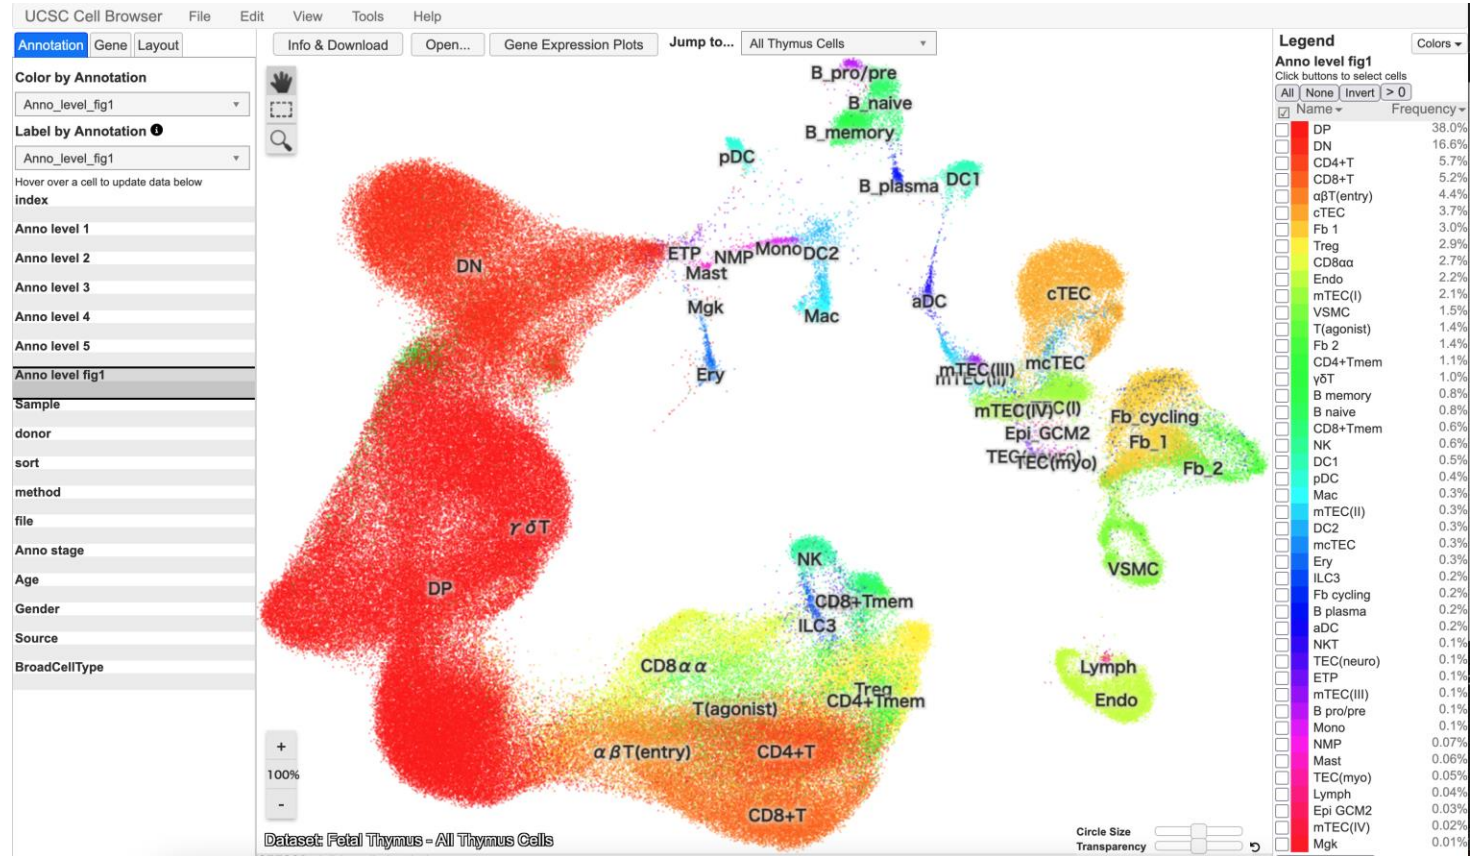 UCSC Cell Browser File Edit View Tools Help
Annotation Gene Layout
Info & Download Open... Gene Expression Plots Jump to... All Thymus Cells
Color by Annotation
Anno_level_fig1
Label by Annotation
Anno_level_fig1
Hover over a cell to update data below
index
Anno level 1
Anno level 2
Anno level 3
Anno level 4
Anno level 5
Anno level fig1
Sample
donor
sort
method
file
Anno stage
Age
Gender
Source
BroadCellType
B_pro/pre
B_naive
B_memory
pDC
B_plasma
DC1
DN
ETP
NMP
Mono
DC2
Mast
Mgk
Mac
aDC
cTEC
Ery
mTEC(III)
mTEC(II)
mcTEC
mTEC(IV)
Fb_cycling
Epi_GCM2
Fb_1
TEC(myo)
Fb_2
γδT
DP
NK
VSMC
CD8+Tmem
ILC3
CD8αα
Lymph
Treg
CD4+Tmem
Endo
T(agonist)
αβT(entry)
CD4+T
CD8+T
+
100%
-
Dataset: Fetal Thymus - All Thymus Cells
Circle Size
Transparency
Legend Colors
Anno level fig1
Click buttons to select cells
All None Invert > 0
Name Frequency
DP 38.0%
DN 16.6%
CD4+T 5.7%
CD8+T 5.2%
αβT(entry) 4.4%
cTEC 3.7%
Fb 1 3.0%
Treg 2.9%
CD8αα 2.7%
Endo 2.2%
mTEC(I) 2.1%
VSMC 1.5%
T(agonist) 1.4%
Fb 2 1.4%
CD4+Tmem 1.1%
γδT 1.0%
B memory 0.8%
B naive 0.8%
CD8+Tmem 0.6%
NK 0.6%
DC1 0.5%
pDC 0.4%
Mac 0.3%
mTEC(II) 0.3%
DC2 0.3%
mcTEC 0.3%
Ery 0.3%
ILC3 0.2%
Fb cycling 0.2%
B plasma 0.2%
aDC 0.2%
NKT 0.1%
TEC(neuro) 0.1%
ETP 0.1%
mTEC(III) 0.1%
B pro/pre 0.1%
Mono 0.1%
NMP 0.07%
Mast 0.06%
TEC(myo) 0.05%
Lymph 0.04%
Epi GCM2 0.03%
mTEC(IV) 0.02%
Mgk 0.01%